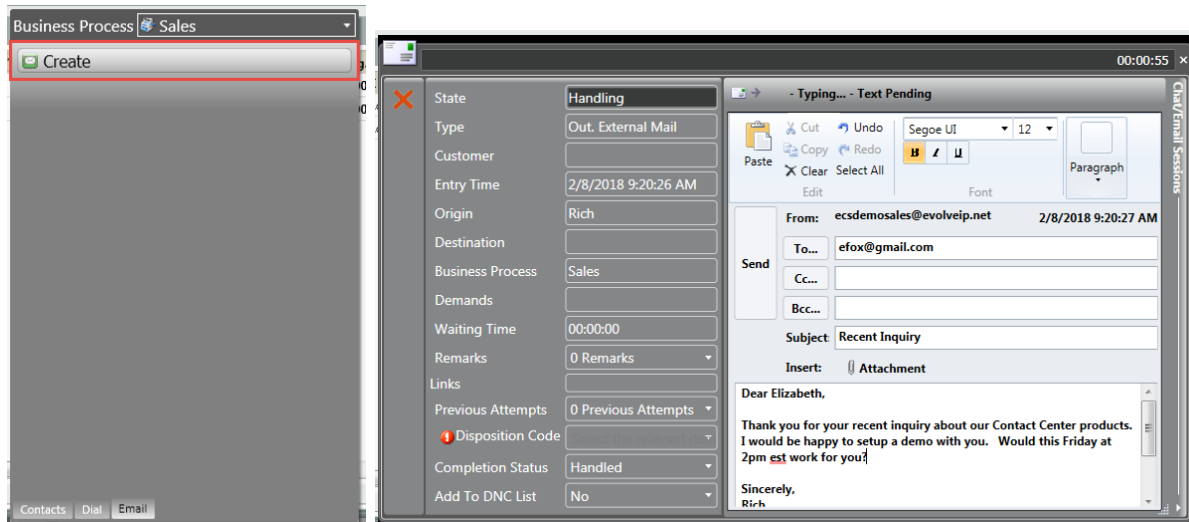 Business Process Sales
Create
Contacts Dial Email
00:00:55
State Handling
Type Out. External Mail
Customer
Entry Time 2/8/2018 9:20:26 AM
Origin Rich
Destination
Business Process Sales
Demands
Waiting Time 00:00:00
Remarks 0 Remarks
Links
Previous Attempts 0 Previous Attempts
Disposition Code
Completion Status Handled
Add To DNC List No
- Typing... - Text Pending
Paste
Cut Undo
Copy Redo
Clear Select All
Edit
Segoe UI 12
B I U
Font
Paragraph
Send
From: ecsdemosales@evolveip.net 2/8/2018 9:20:27 AM
To... efox@gmail.com
Cc...
Bcc...
Subject: Recent Inquiry
Insert: Attachment
Dear Elizabeth,
Thank you for your recent inquiry about our Contact Center products.
I would be happy to setup a demo with you. Would this Friday at
2pm est work for you?
Sincerely,
Rich
Chat/Email Sessions